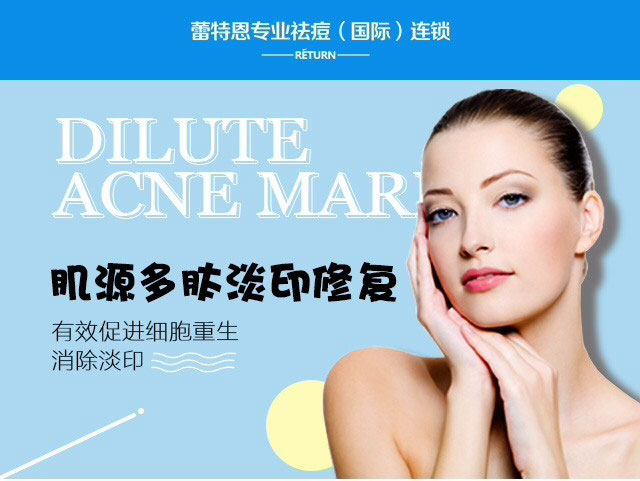 蕾特恩专业祛痘（国际）连锁
RĒTURN
DILUTE
ACNE MAR
肌源多肽淡印修复
有效促进细胞重生
消除淡印